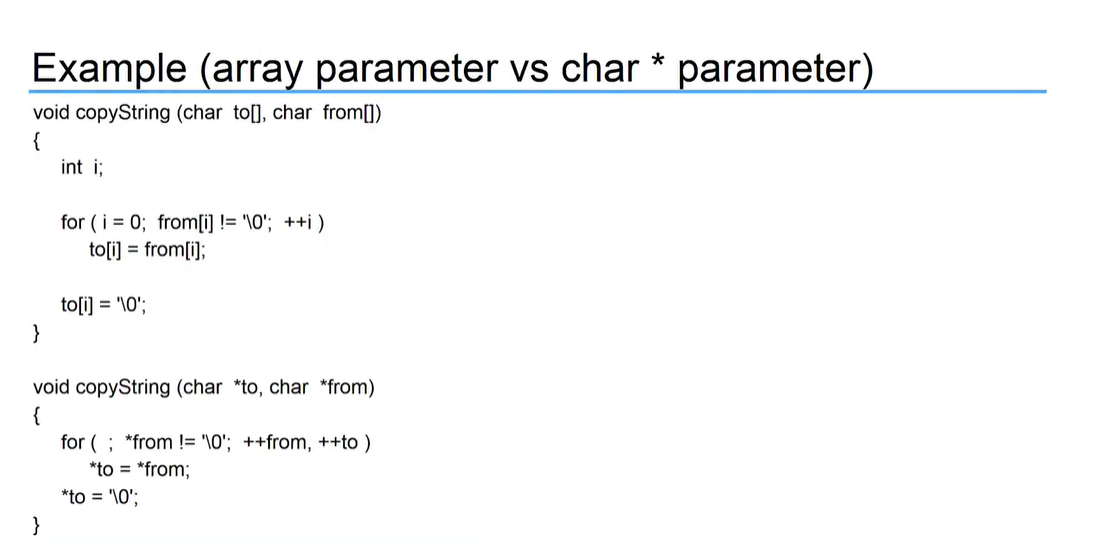 Example (array parameter vs char * parameter)
void copyString (char  to[], char  from[])
{
int  i;
for ( i = 0;  from[i] != '\0';  ++i )
to[i] = from[i];
to[i] = '\0';
}
void copyString (char  *to, char  *from)
{
for (  ;  *from != '\0';  ++from, ++to )
*to = *from;
*to = '\0';
}